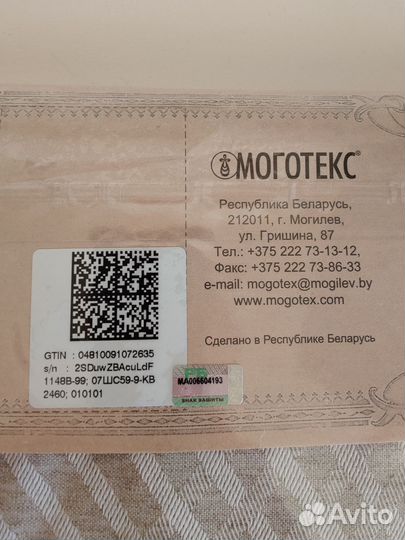 МОГОТЕКС®
Республика Беларусь,
212011, г. Могилев,
ул. Гришина, 87
Тел.: +375 222 73-13-12,
Факс: +375 222 73-86-33
e-mail: mogotex@mogilev.by
www.mogotex.com
Сделано в Республике Беларусь
GTIN : 04810091072635
s/n : 2SDuwZBAcuLdF
1148В-99; 07ШС59-9-КВ
2460; 010101
РБ
МА005604193
ЗНАК ЗАЩИТЫ
Avito